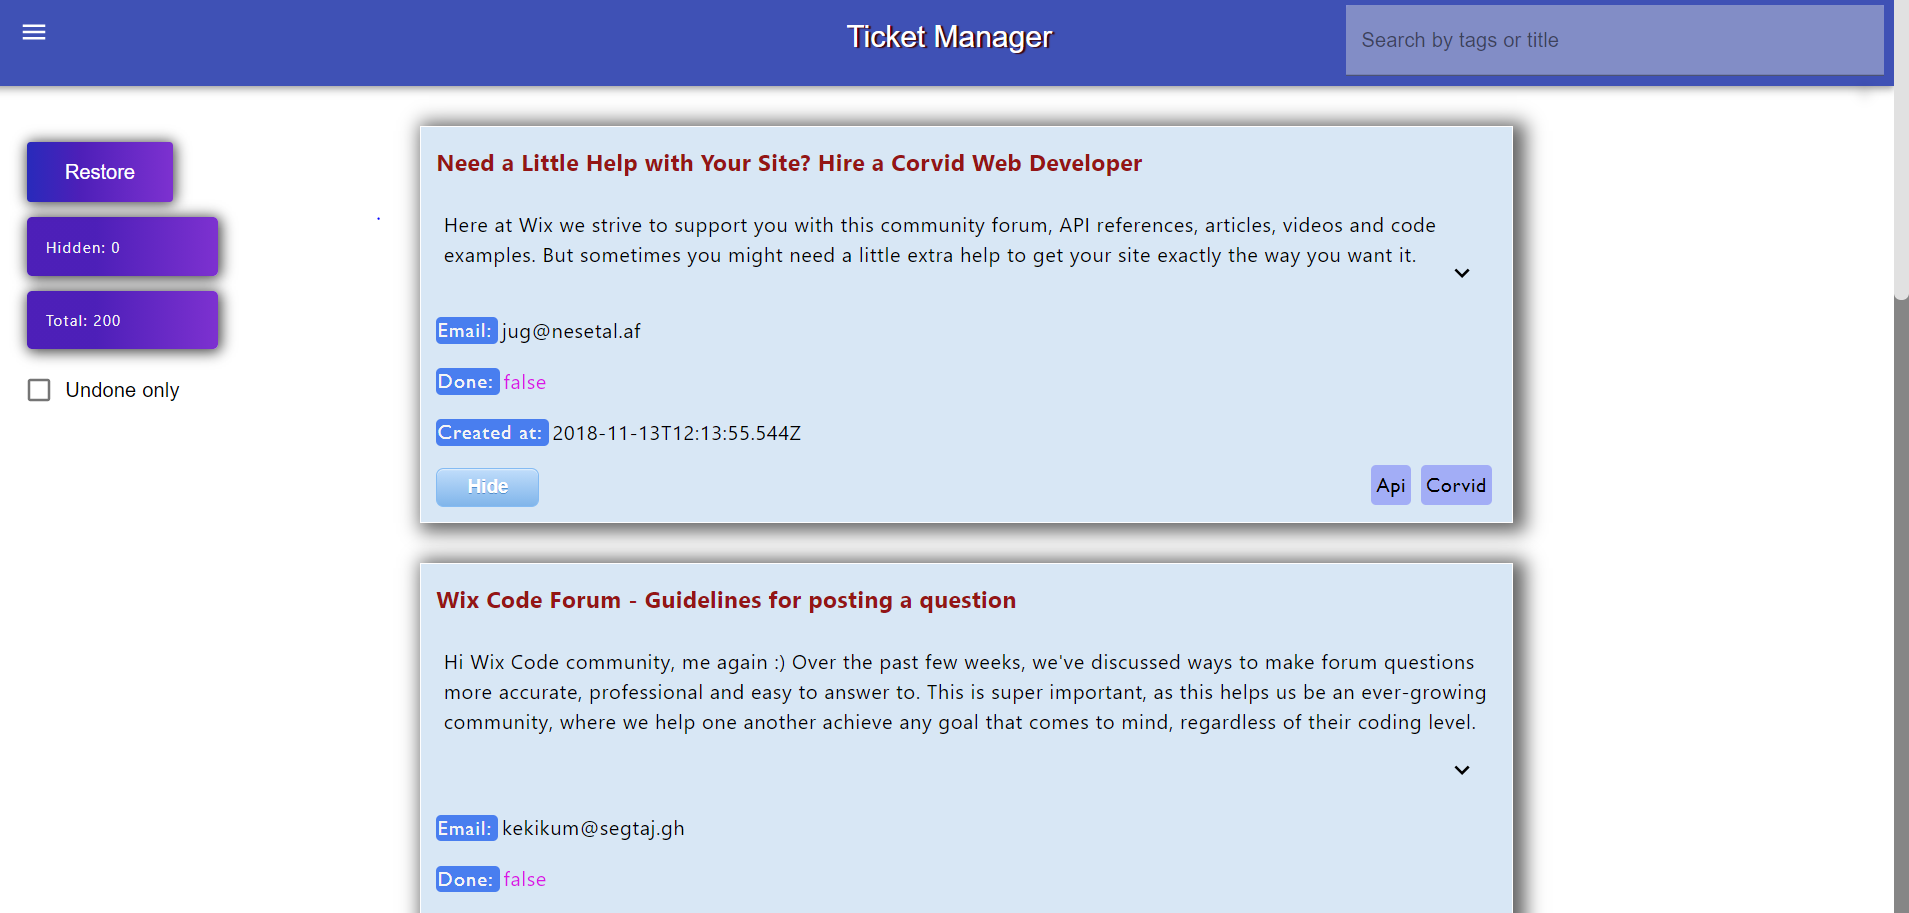 Ticket Manager
Search by tags or title
Restore
Hidden: 0
Total: 200
Undone only
Need a Little Help with Your Site? Hire a Corvid Web Developer
Here at Wix we strive to support you with this community forum, API references, articles, videos and code
examples. But sometimes you might need a little extra help to get your site exactly the way you want it.
Email: jug@nesetal.af
Done: false
Created at: 2018-11-13T12:13:55.544Z
Hide
Api Corvid
Wix Code Forum - Guidelines for posting a question
Hi Wix Code community, me again :) Over the past few weeks, we've discussed ways to make forum questions
more accurate, professional and easy to answer to. This is super important, as this helps us be an ever-growing
community, where we help one another achieve any goal that comes to mind, regardless of their coding level.
Email: kekikum@segtaj.gh
Done: false